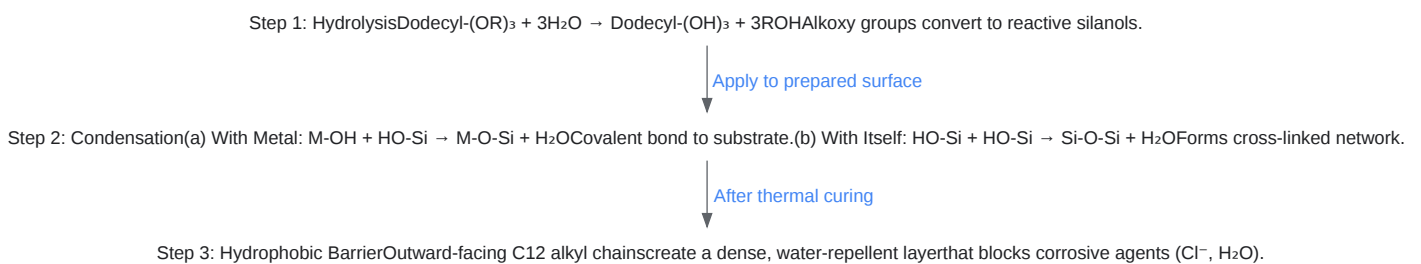 Step 1: HydrolysisDodecyl-(OR)₃ + 3H₂O → Dodecyl-(OH)₃ + 3ROHAlkoxy groups convert to reactive silanols.
Apply to prepared surface
Step 2: Condensation(a) With Metal: M-OH + HO-Si → M-O-Si + H₂OCovalent bond to substrate.(b) With Itself: HO-Si + HO-Si → Si-O-Si + H₂OForms cross-linked network.
After thermal curing
Step 3: Hydrophobic BarrierOutward-facing C12 alkyl chainscreate a dense, water-repellent layerthat blocks corrosive agents (Cl⁻, H₂O).